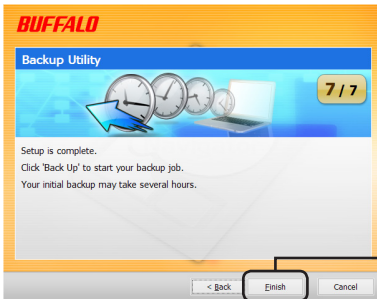 BUFFALO
Backup Utility
7/7
Setup is complete.
Click 'Back Up' to start your backup job.
Your initial backup may take several hours.
< Back
Finish
Cancel